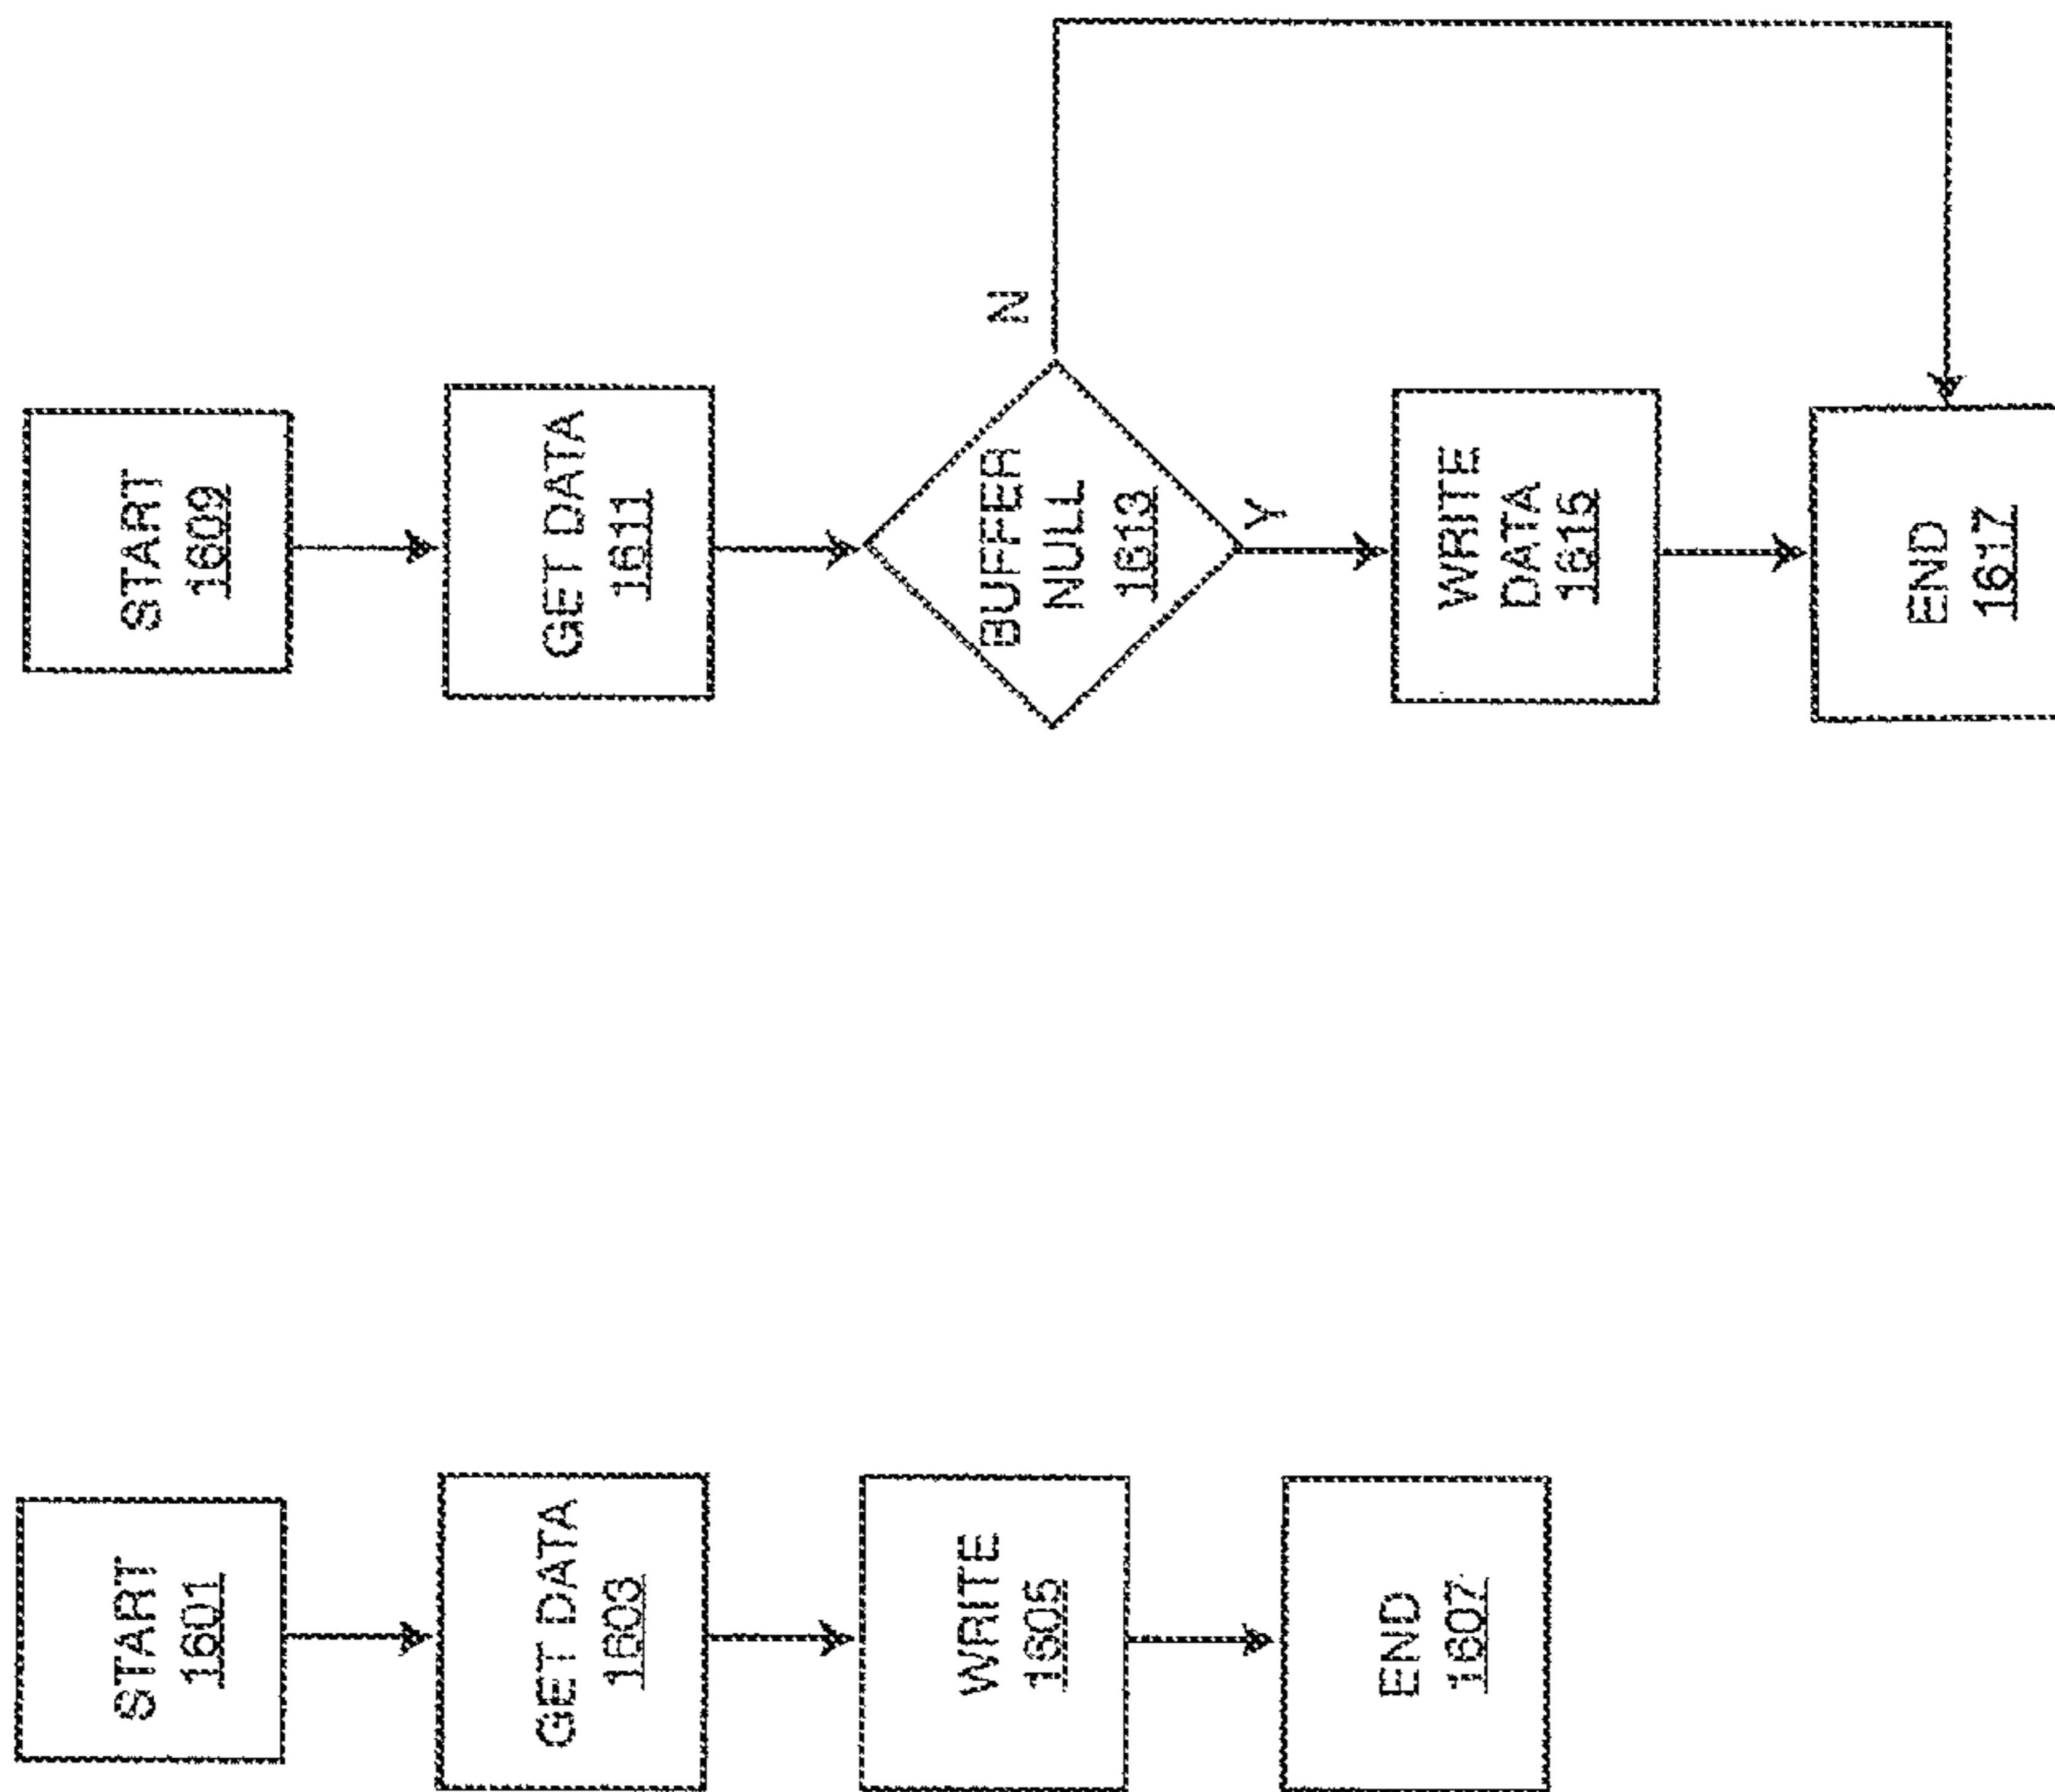 START
1601
GET DATA
1603
WRITE
1605
END
1607
START
1609
GET DATA
1611
BUFFER
NULL
1613
N
Y
WRITE
DATA
1615
END
1617